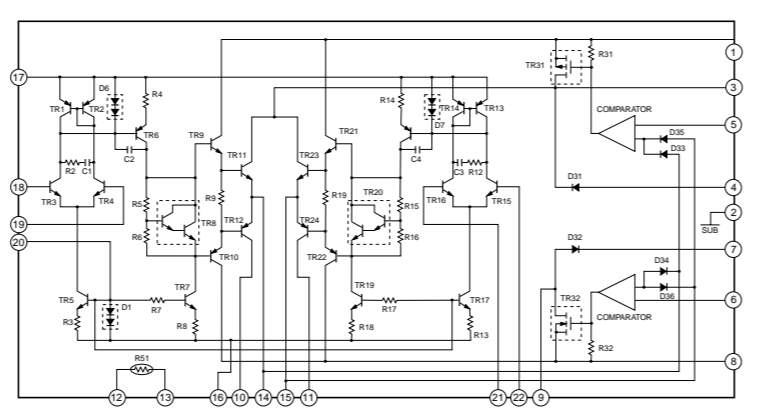 1
TR31
R31
17
D6
R4
R14
TR14
TR13
3
D7
TR1
TR2
TR6
TR9
TR21
COMPARATOR
5
C2
C4
D35
D33
R2
C1
TR11
TR23
C3
R12
18
TR3
TR4
R5
R9
R19
TR20
R15
TR16
TR15
D31
4
19
TR8
TR12
TR24
2
SUB
20
R6
R16
TR10
TR22
D32
7
D34
TR5
D1
R7
TR7
TR19
R17
TR17
TR32
D36
6
COMPARATOR
R3
R8
R18
R13
R32
R51
8
12
13
16
10
14
15
11
21
22
9